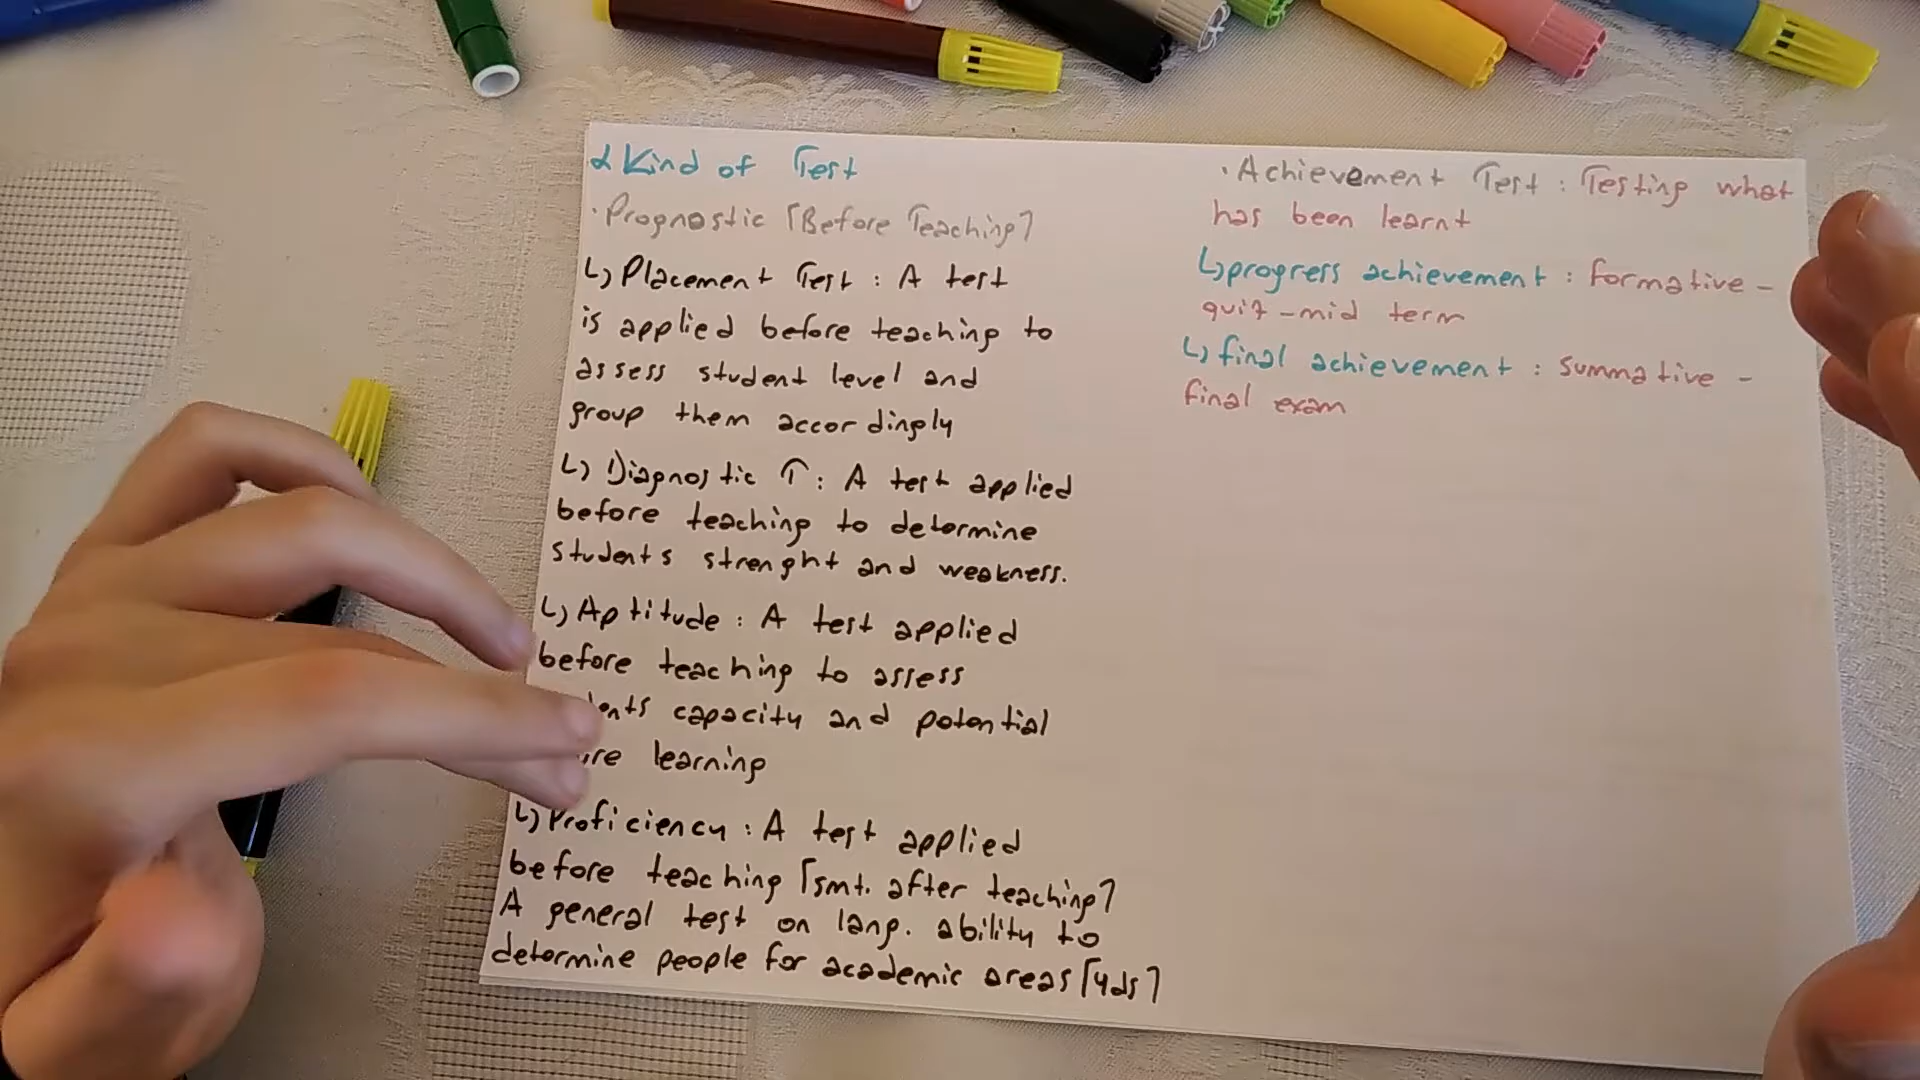 2 Kind of Test
·Prognostic [Before Teaching]
↳ Placement Test : A test
is applied before teaching to
assess student level and
group them accordingly
↳ Diagnostic T : A test applied
before teaching to determine
students strenght and weakness.
↳ Aptitude : A test applied
before teaching to assess
capacity and potential
learning
↳ Proficiency : A test applied
before teaching [smt. after teaching]
A general test on lang. ability to
determine people for academic areas [yds]
·Achievement Test : Testing what
has been learnt
↳ progress achievement : formative -
quiz - mid term
↳ final achievement : summative -
final exam